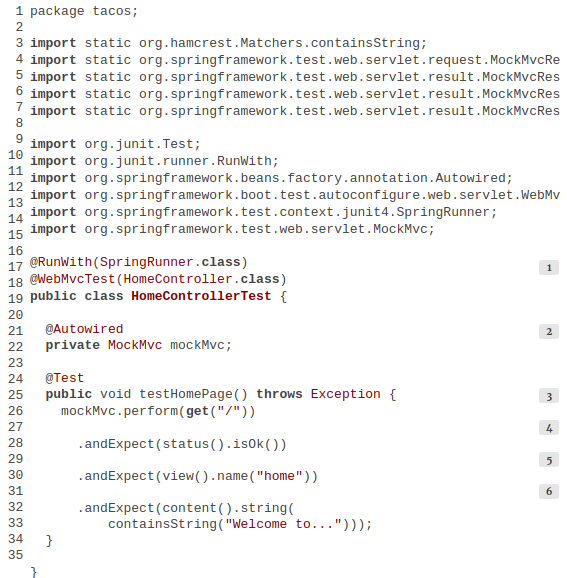 1 package tacos;
2
3 import static org.hamcrest.Matchers.containsString;
4 import static org.springframework.test.web.servlet.request.MockMvcRe
5 import static org.springframework.test.web.servlet.result.MockMvcRes
6 import static org.springframework.test.web.servlet.result.MockMvcRes
7 import static org.springframework.test.web.servlet.result.MockMvcRes
8
9 import org.junit.Test;
10 import org.junit.runner.RunWith;
11 import org.springframework.beans.factory.annotation.Autowired;
12 import org.springframework.boot.test.autoconfigure.web.servlet.WebMv
13 import org.springframework.test.context.junit4.SpringRunner;
14 import org.springframework.test.web.servlet.MockMvc;
15
16
17 @RunWith(SpringRunner.class) 1
18 @WebMvcTest(HomeController.class)
19 public class HomeControllerTest {
20
21   @Autowired 2
22   private MockMvc mockMvc;
23
24   @Test
25   public void testHomePage() throws Exception { 3
26     mockMvc.perform(get("/"))
27 4
28       .andExpect(status().isOk())
29 5
30       .andExpect(view().name("home"))
31 6
32       .andExpect(content().string(
33           containsString("Welcome to...")));
34   }
35
}